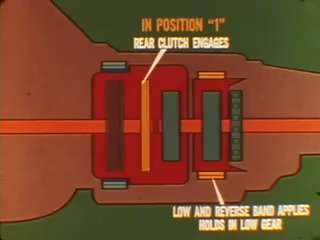 IN POSITION "1"
REAR CLUTCH ENGAGES
LOW AND REVERSE BAND APPLIES
HOLDS IN LOW GEAR